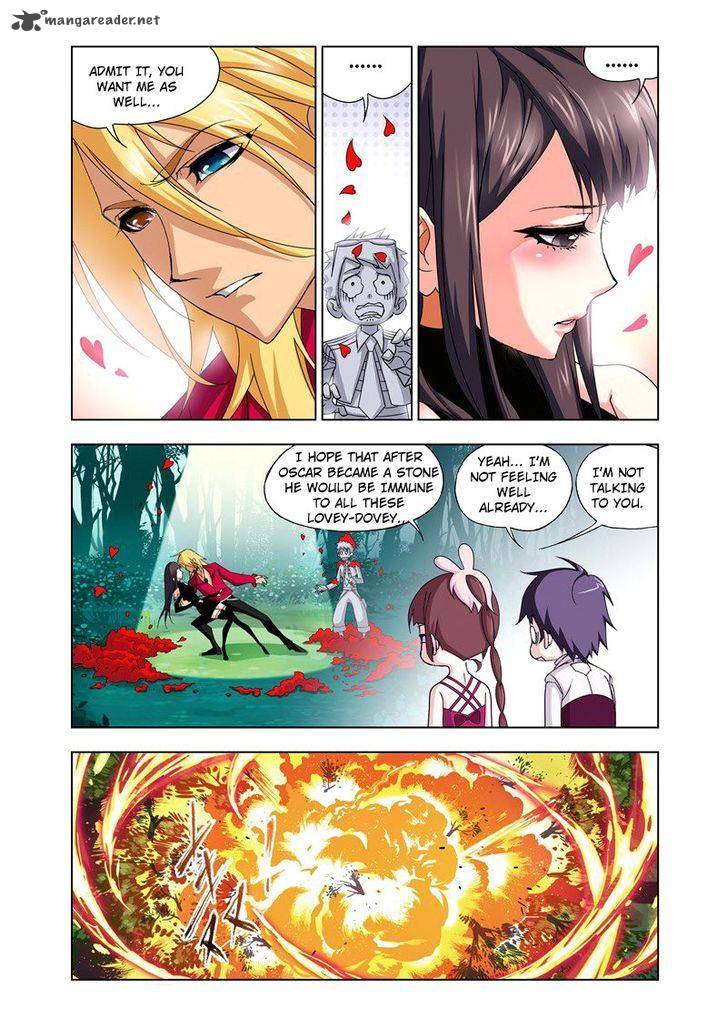 mangareader.net
ADMIT IT, YOU
WANT ME AS
WELL...
......
......
I HOPE THAT AFTER
OSCAR BECAME A STONE
HE WOULD BE IMMUNE
TO ALL THESE
LOVEY-DOVEY...
YEAH... I'M
NOT FEELING
WELL
ALREADY...
I'M NOT
TALKING
TO YOU.